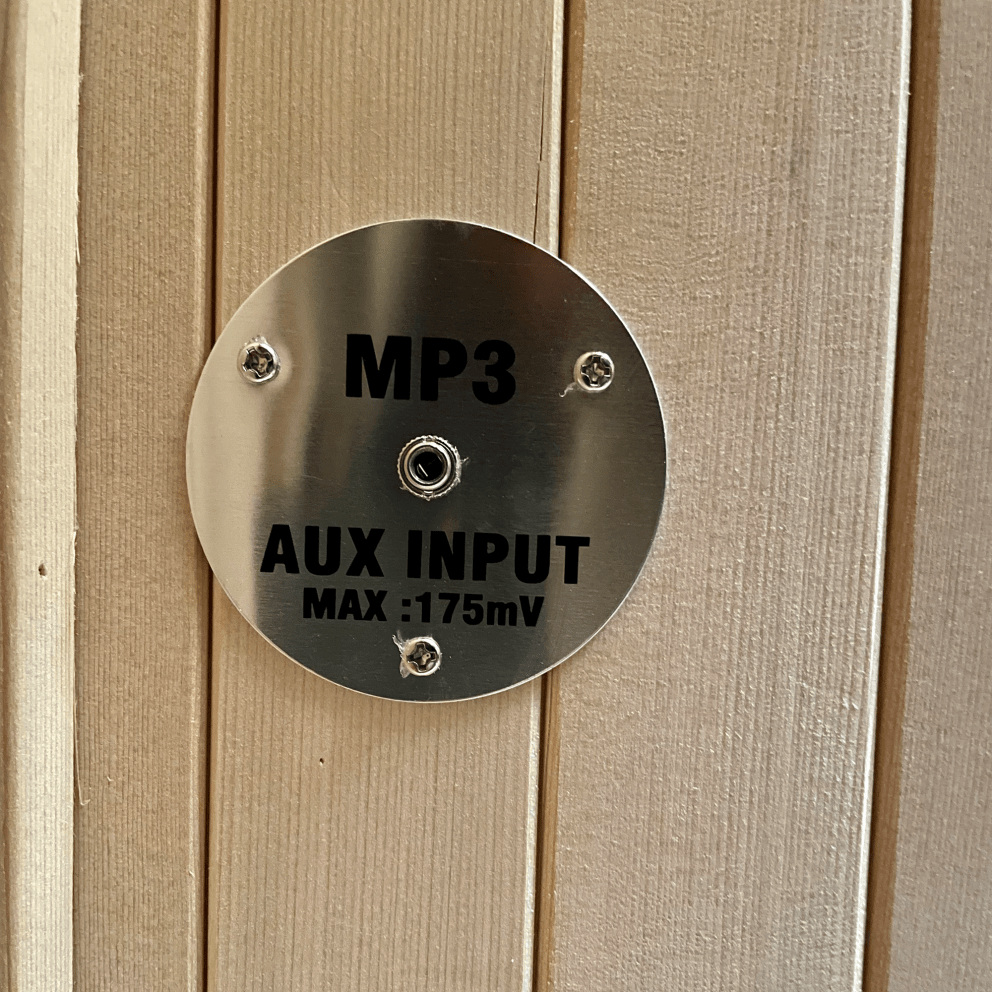 MP3
AUX INPUT
MAX :175mV